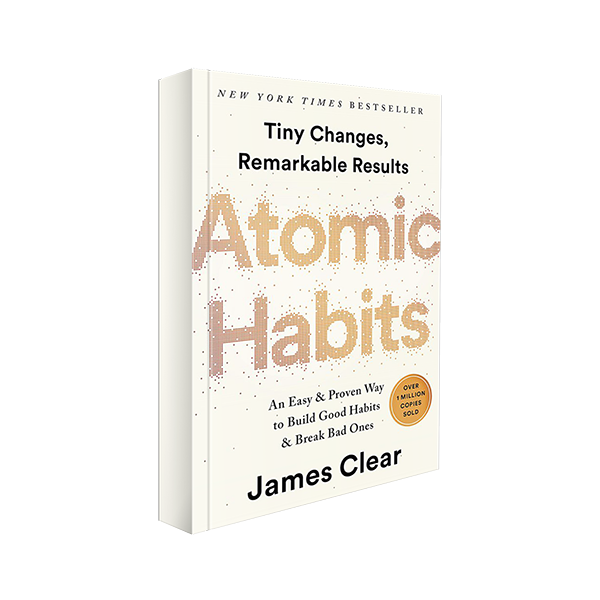 NEW YORK TIMES BESTSELLER
Tiny Changes,
Remarkable Results
Atomic
Habits
An Easy & Proven Way
to Build Good Habits
& Break Bad Ones
OVER
1 MILLION
COPIES
SOLD
James Clear